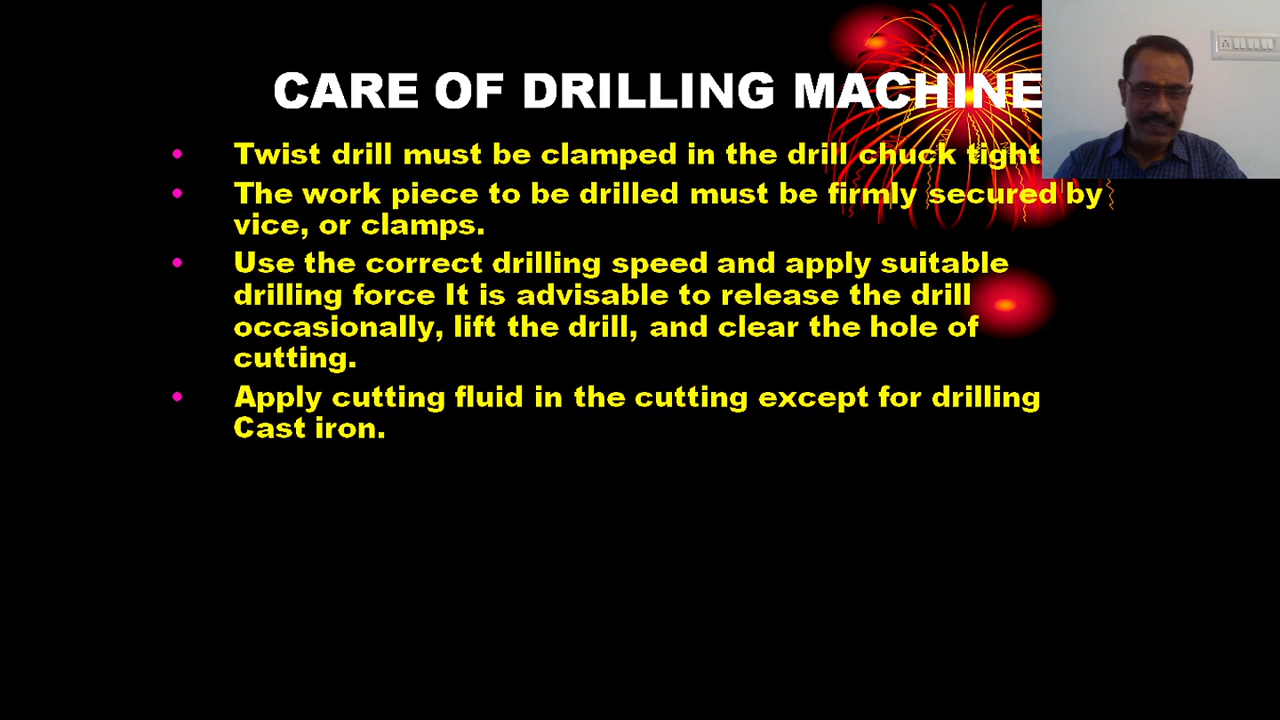 CARE OF DRILLING MACHINE
Twist drill must be clamped in the drill chuck tight
The work piece to be drilled must be firmly secured by
vice, or clamps.
Use the correct drilling speed and apply suitable
drilling force It is advisable to release the drill
occasionally, lift the drill, and clear the hole of
cutting.
Apply cutting fluid in the cutting except for drilling
Cast iron.